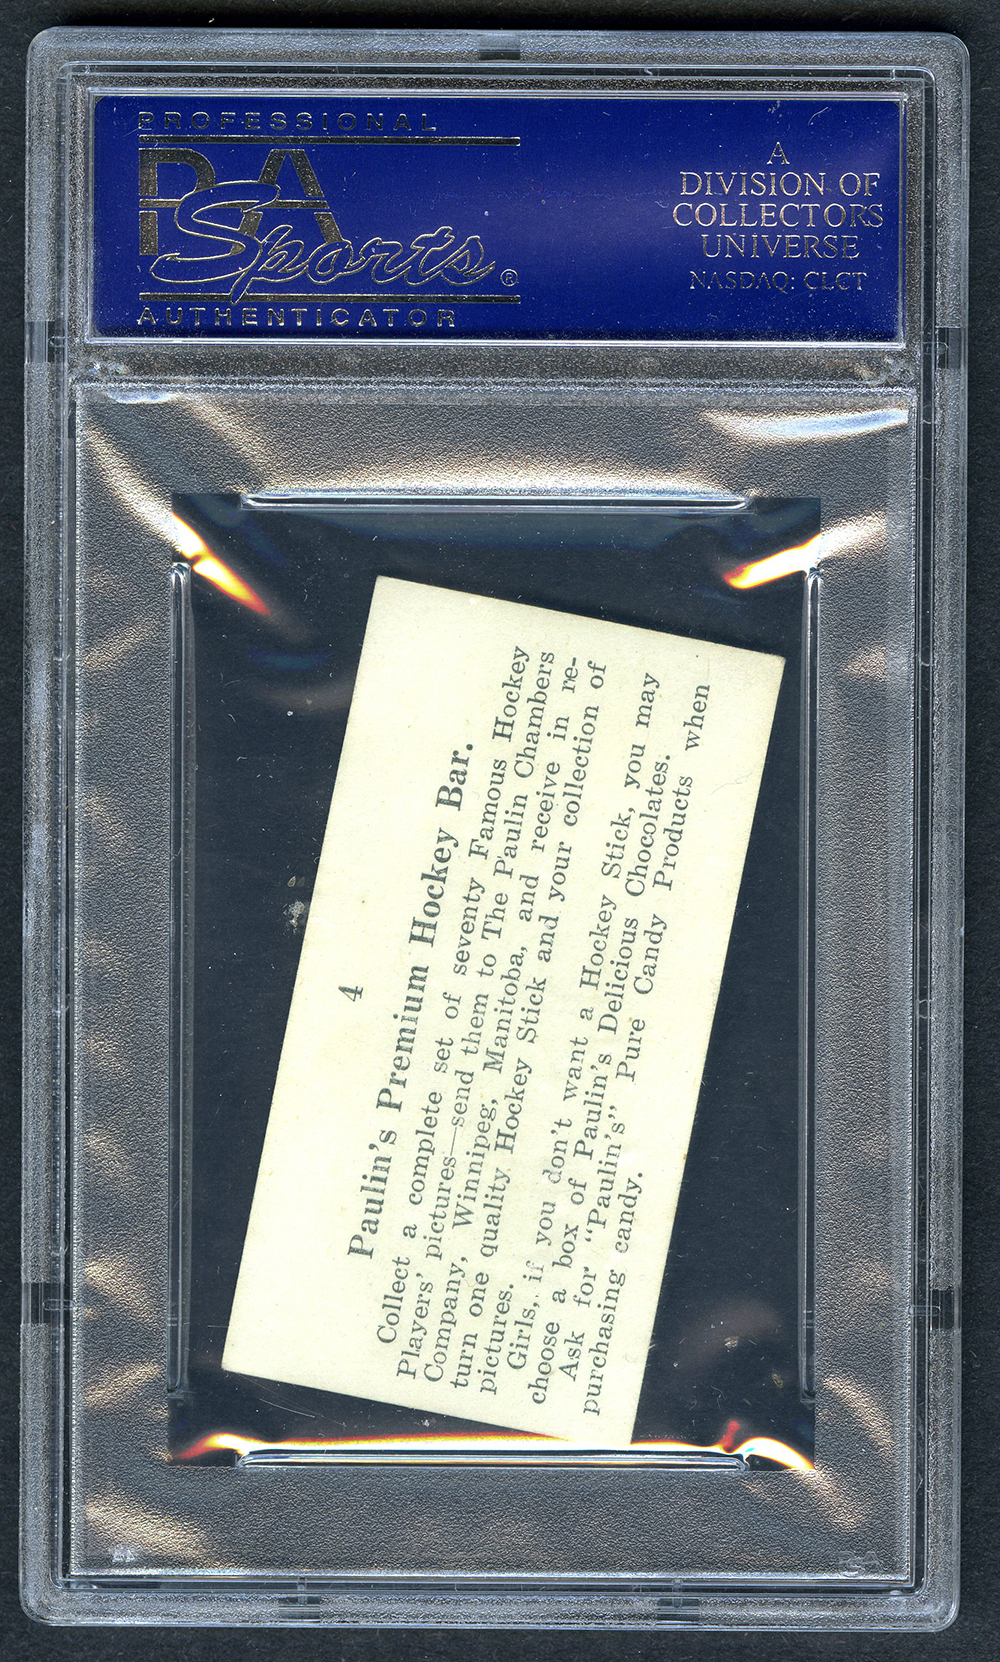 PROFESSIONAL
PSA
Sports®
AUTHENTICATOR
A
DIVISION OF
COLLECTORS
UNIVERSE
NASDAQ: CLCT
4
Paulin's Premium Hockey Bar.
Collect a complete set of seventy Famous Hockey
Players' pictures—send them to The Paulin Chambers
Company, Winnipeg, Manitoba, and receive in re-
turn one quality Hockey Stick and your collection of
pictures.
Girls, if you don't want a Hockey Stick, you may
choose a box of Paulin's Delicious Chocolates.
Ask for "Paulin's" Pure Candy Products when
purchasing candy.